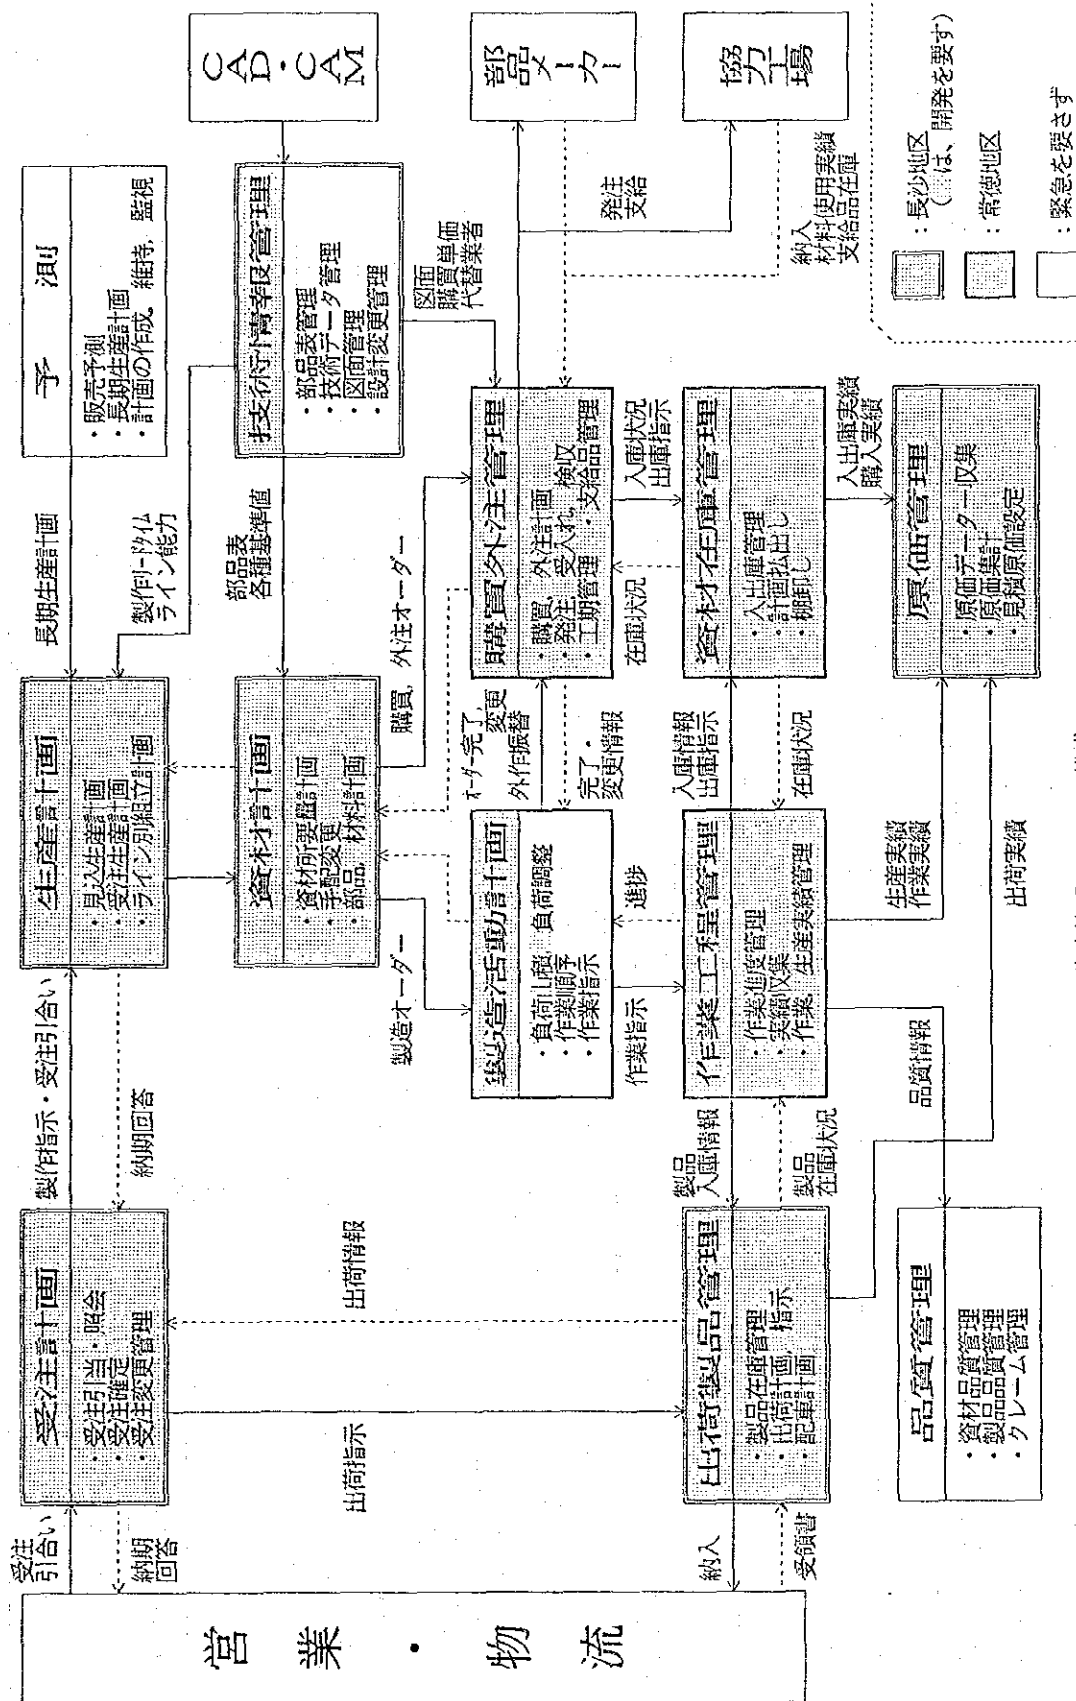 営業・物流
受注
引合い
納期
回答
納入
受領書
受注計画
・受注引当・照会
・受注確定
・受注変更管理
製作指示・受注引合い
納期回答
出荷指示
出荷情報
生産計画
・見込生産計画
・受注生産計画
・ライン別組立計画
長期生産計画
製作リードタイム
ライン能力
予測
・販売予測
・長期生産計画
・計画の作成、維持、監視
資材計画
・資材所要量計画
・手配変更
・部品、材料計画
部品表
各種基準値
技術情報管理
・部品表管理
・技術データ管理
・図面管理
・設計変更管理
CAD・CAM
製造オーダー
購買、外注オーダー
図面
購買単価
代替業者
製造活動計画
・負荷山積、負荷調整
・作業順序
・作業指示
オーダー完了、変更
外作振替
完了・
変更情報
購買外注管理
・購買、外注計画
・発注、受入れ、検収
・工期管理・支給品管理
部品メーカー
協力工場
発注
支給
納入
材料使用実績
支給品在庫
作業指示
進捗
入庫状況
出庫指示
在庫状況
出荷製品管理
・製品在庫管理
・出荷計画、指示
・配車計画
製品
入庫情報
製品
在庫状況
作業工程管理
・作業進度管理
・実績収集
・作業、生産実績管理
入庫情報
出庫指示
在庫状況
資材在庫管理
・入出庫管理
・計画払出し
・棚卸し
入出庫実績
購入実績
品質情報
生産実績
作業実績
出荷実績
品質管理
・資材品質管理
・製品品質管理
・クレーム管理
原価管理
・原価データー収集
・原価集計
・見積原価設定
：長沙地区
（は、開発を要す）
：常徳地区
：緊急を要さず